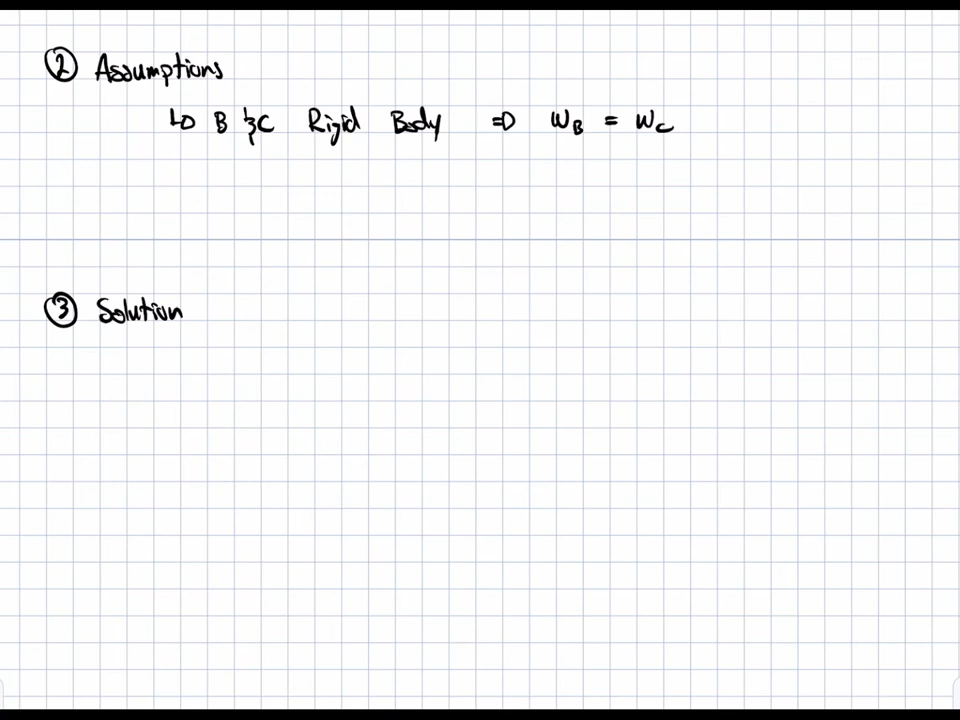 ② Assumptions
↳ B & C Rigid Body ⇒ ω_B = ω_C
③ Solution